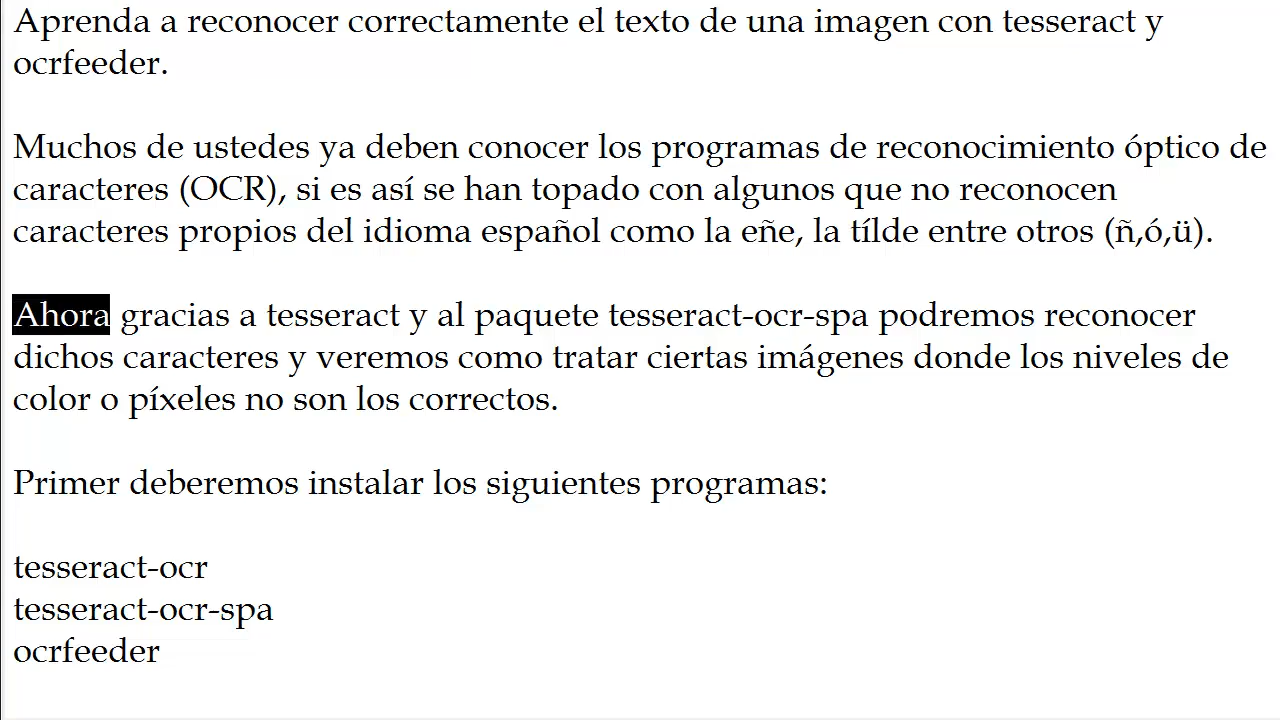 Aprenda a reconocer correctamente el texto de una imagen con tesseract y
ocrfeeder.
Muchos de ustedes ya deben conocer los programas de reconocimiento óptico de
caracteres (OCR), si es así se han topado con algunos que no reconocen
caracteres propios del idioma español como la eñe, la tílde entre otros (ñ,ó,ü).
Ahora gracias a tesseract y al paquete tesseract-ocr-spa podremos reconocer
dichos caracteres y veremos como tratar ciertas imágenes donde los niveles de
color o píxeles no son los correctos.
Primer deberemos instalar los siguientes programas:
tesseract-ocr
tesseract-ocr-spa
ocrfeeder